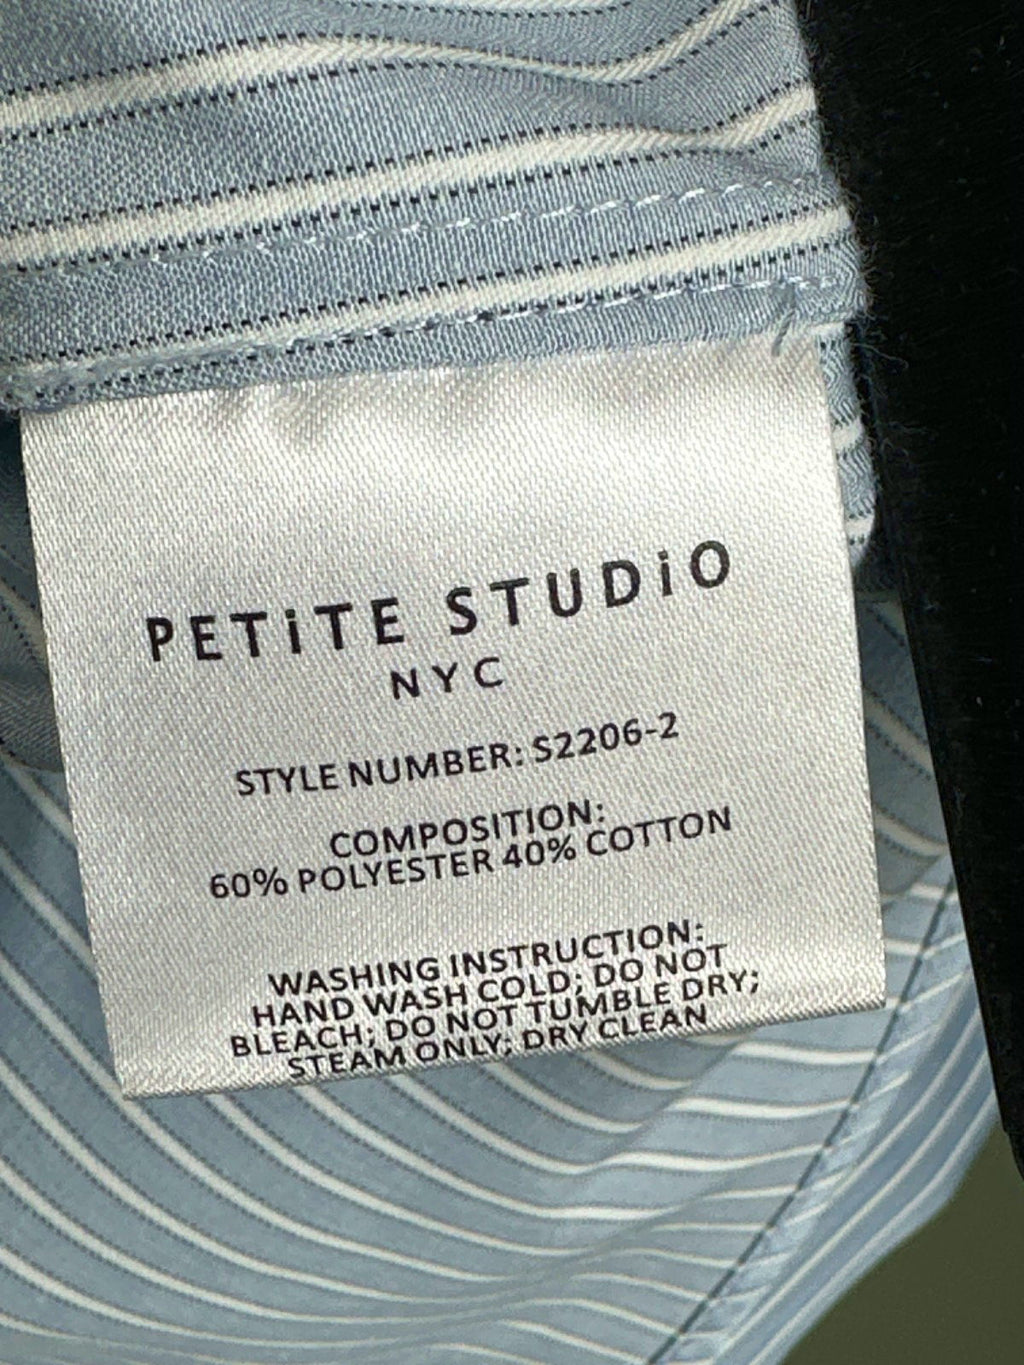 PETiTE STUDiO
NYC
STYLE NUMBER: S2206-2
COMPOSITION:
60% POLYESTER 40% COTTON
WASHING INSTRUCTION:
HAND WASH COLD; DO NOT
BLEACH; DO NOT TUMBLE DRY;
STEAM ONLY; DRY CLEAN